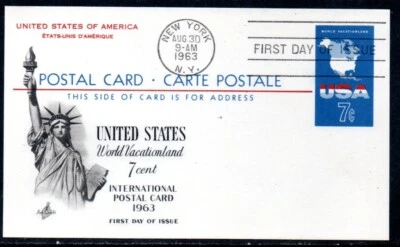 UNITED STATES OF AMERICA
ÉTATS-UNIS D'AMÉRIQUE
NEW YORK
AUG 30
9-AM
1963
N.Y.
FIRST DAY OF ISSUE
WORLD VACATIONLAND
USA
7¢
POSTAL CARD · CARTE POSTALE
THIS SIDE OF CARD IS FOR ADDRESS
UNITED STATES
World Vacationland
7 cent
INTERNATIONAL
POSTAL CARD
1963
FIRST DAY OF ISSUE
ArtCraft